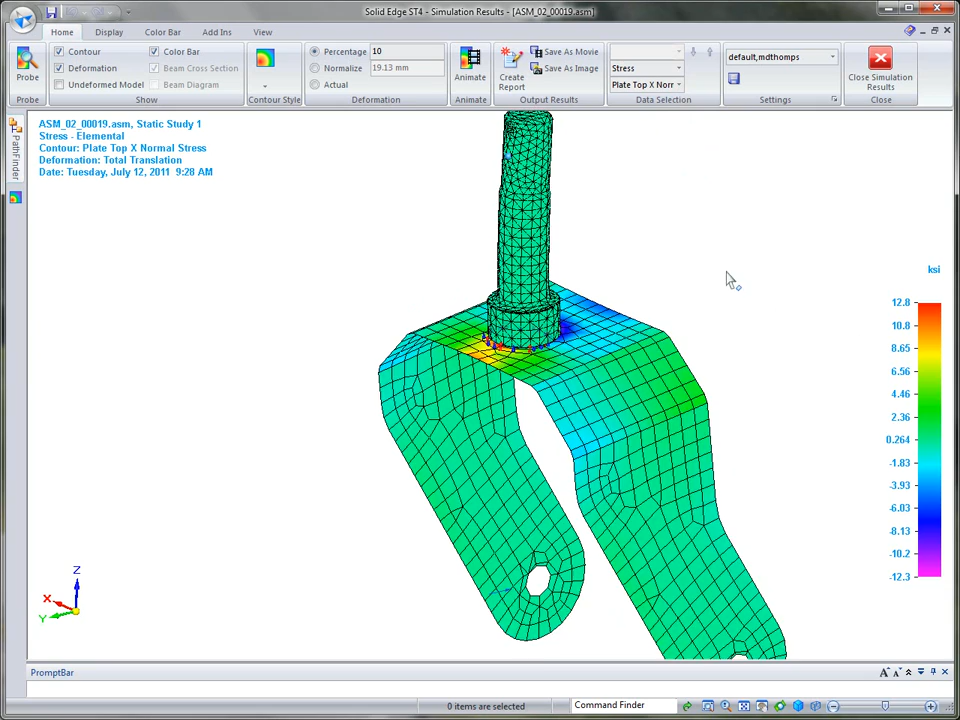 Solid Edge ST4 - Simulation Results - [ASM_02_00019.asm]
Home Display Color Bar Add Ins View
Probe
Contour
Deformation
Undeformed Model
Color Bar
Beam Cross Section
Beam Diagram
Percentage 10
Normalize 19.13 mm
Actual
Animate
Create
Report
Save As Movie
Save As Image
Stress
Plate Top X Norr
default,mdthomps
Close Simulation
Results
Probe Show Contour Style Deformation Animate Output Results Data Selection Settings Close
PathFinder
ASM_02_00019.asm, Static Study 1
Stress - Elemental
Contour: Plate Top X Normal Stress
Deformation: Total Translation
Date: Tuesday, July 12, 2011 9:28 AM
ksi
12.8
10.8
8.65
6.56
4.46
2.36
0.264
-1.83
-3.93
-6.03
-8.13
-10.2
-12.3
Z
X
Y
PromptBar
0 items are selected
Command Finder